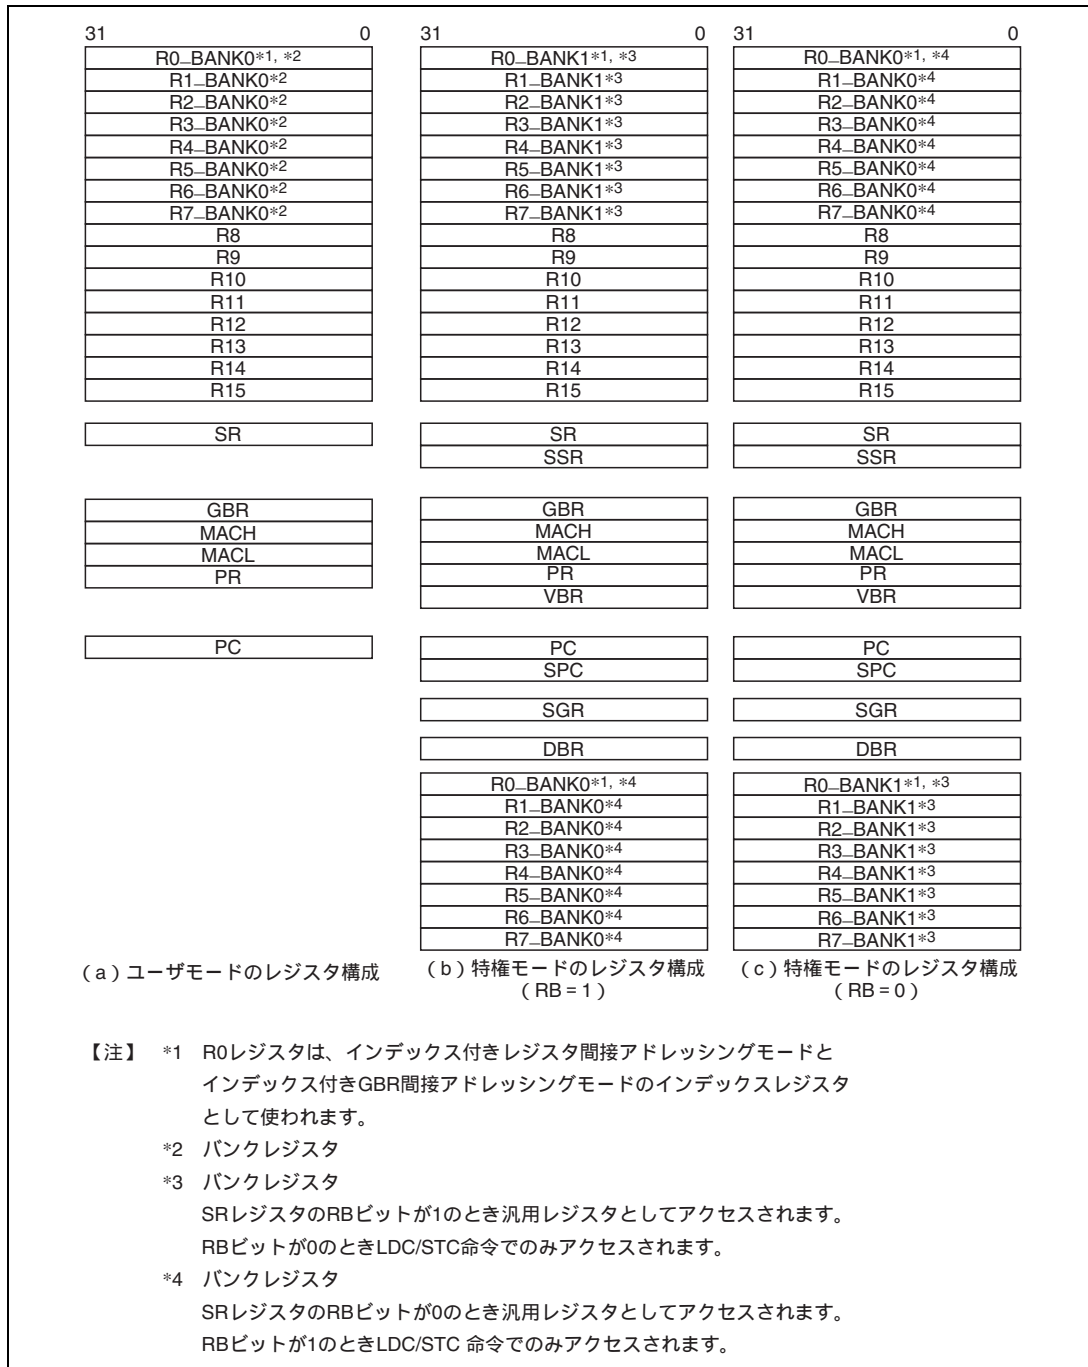 31 0
R0_BANK0*1, *2
R1_BANK0*2
R2_BANK0*2
R3_BANK0*2
R4_BANK0*2
R5_BANK0*2
R6_BANK0*2
R7_BANK0*2
R8
R9
R10
R11
R12
R13
R14
R15
SR
GBR
MACH
MACL
PR
PC
(a)ユーザモードのレジスタ構成
31 0
R0_BANK1*1, *3
R1_BANK1*3
R2_BANK1*3
R3_BANK1*3
R4_BANK1*3
R5_BANK1*3
R6_BANK1*3
R7_BANK1*3
R8
R9
R10
R11
R12
R13
R14
R15
SR
SSR
GBR
MACH
MACL
PR
VBR
PC
SPC
SGR
DBR
R0_BANK0*1, *4
R1_BANK0*4
R2_BANK0*4
R3_BANK0*4
R4_BANK0*4
R5_BANK0*4
R6_BANK0*4
R7_BANK0*4
(b)特権モードのレジスタ構成
(RB=1)
31 0
R0_BANK0*1, *4
R1_BANK0*4
R2_BANK0*4
R3_BANK0*4
R4_BANK0*4
R5_BANK0*4
R6_BANK0*4
R7_BANK0*4
R8
R9
R10
R11
R12
R13
R14
R15
SR
SSR
GBR
MACH
MACL
PR
VBR
PC
SPC
SGR
DBR
R0_BANK1*1, *3
R1_BANK1*3
R2_BANK1*3
R3_BANK1*3
R4_BANK1*3
R5_BANK1*3
R6_BANK1*3
R7_BANK1*3
(c)特権モードのレジスタ構成
(RB=0)
【注】 *1 R0レジスタは、インデックス付きレジスタ間接アドレッシングモードと
インデックス付きGBR間接アドレッシングモードのインデックスレジスタ
として使われます。
*2 バンクレジスタ
*3 バンクレジスタ
SRレジスタのRBビットが1のとき汎用レジスタとしてアクセスされます。
RBビットが0のときLDC/STC命令でのみアクセスされます。
*4 バンクレジスタ
SRレジスタのRBビットが0のとき汎用レジスタとしてアクセスされます。
RBビットが1のときLDC/STC 命令でのみアクセスされます。